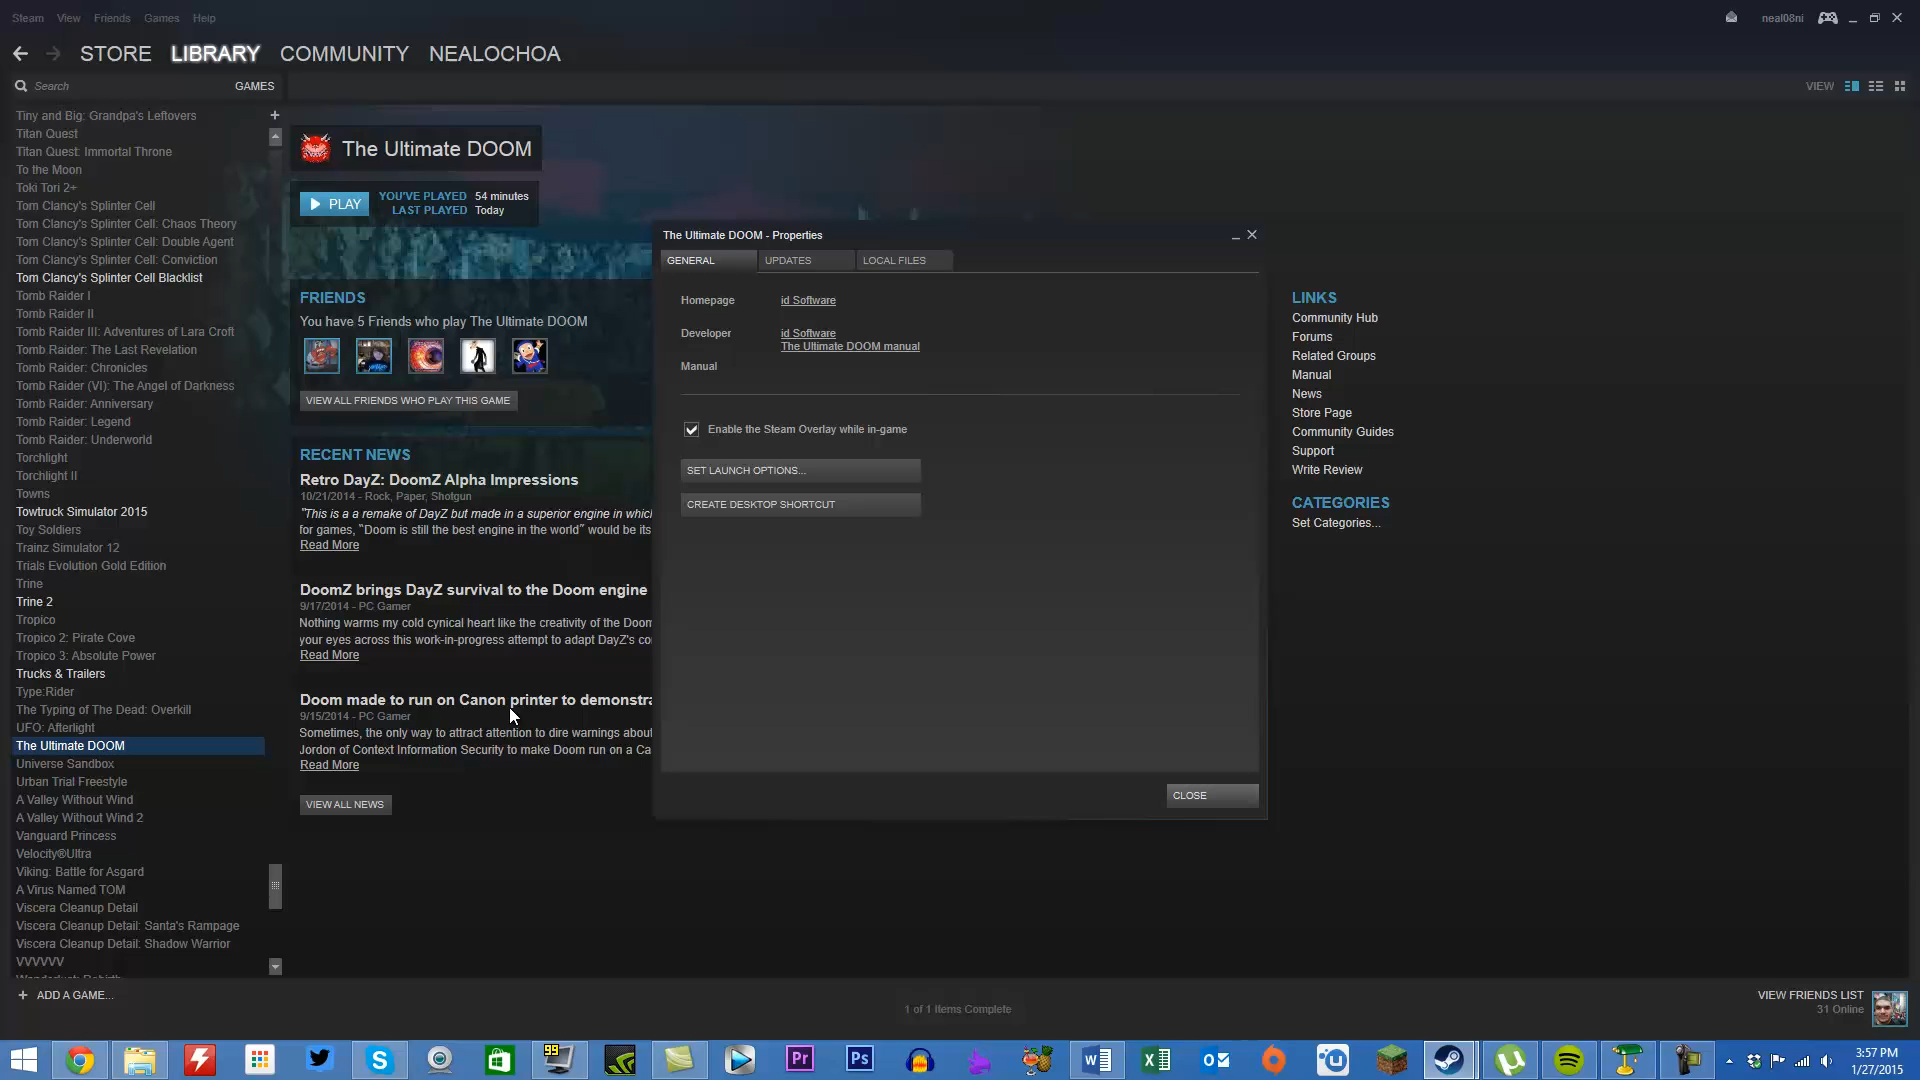 Steam View Friends Games Help
neal08ni
STORE LIBRARY COMMUNITY NEALOCHOA
Search GAMES
VIEW
Tiny and Big: Grandpa's Leftovers
Titan Quest
Titan Quest: Immortal Throne
To the Moon
Toki Tori 2+
Tom Clancy's Splinter Cell
Tom Clancy's Splinter Cell: Chaos Theory
Tom Clancy's Splinter Cell: Double Agent
Tom Clancy's Splinter Cell: Conviction
Tom Clancy's Splinter Cell Blacklist
Tomb Raider I
Tomb Raider II
Tomb Raider III: Adventures of Lara Croft
Tomb Raider: The Last Revelation
Tomb Raider: Chronicles
Tomb Raider (VI): The Angel of Darkness
Tomb Raider: Anniversary
Tomb Raider: Legend
Tomb Raider: Underworld
Torchlight
Torchlight II
Towns
Towtruck Simulator 2015
Toy Soldiers
Trainz Simulator 12
Trials Evolution Gold Edition
Trine
Trine 2
Tropico
Tropico 2: Pirate Cove
Tropico 3: Absolute Power
Trucks & Trailers
Type:Rider
The Typing of The Dead: Overkill
UFO: Afterlight
The Ultimate DOOM
Universe Sandbox
Urban Trial Freestyle
A Valley Without Wind
A Valley Without Wind 2
Vanguard Princess
Velocity®Ultra
Viking: Battle for Asgard
A Virus Named TOM
Viscera Cleanup Detail
Viscera Cleanup Detail: Santa's Rampage
Viscera Cleanup Detail: Shadow Warrior
VVVVVV
+ ADD A GAME...
The Ultimate DOOM
PLAY
YOU'VE PLAYED 54 minutes
LAST PLAYED Today
FRIENDS
You have 5 Friends who play The Ultimate DOOM
VIEW ALL FRIENDS WHO PLAY THIS GAME
RECENT NEWS
Retro DayZ: DoomZ Alpha Impressions
10/21/2014 - Rock, Paper, Shotgun
"This is a a remake of DayZ but made in a superior engine in which
for games, "Doom is still the best engine in the world" would be its
Read More
DoomZ brings DayZ survival to the Doom engine
9/17/2014 - PC Gamer
Nothing warms my cold cynical heart like the creativity of the Doom
your eyes across this work-in-progress attempt to adapt DayZ's co
Read More
Doom made to run on Canon printer to demonstra
9/15/2014 - PC Gamer
Sometimes, the only way to attract attention to dire warnings about
Jordon of Context Information Security to make Doom run on a Ca
Read More
VIEW ALL NEWS
The Ultimate DOOM - Properties
GENERAL UPDATES LOCAL FILES
Homepage id Software
Developer id Software
The Ultimate DOOM manual
Manual
Enable the Steam Overlay while in-game
SET LAUNCH OPTIONS...
CREATE DESKTOP SHORTCUT
CLOSE
LINKS
Community Hub
Forums
Related Groups
Manual
News
Store Page
Community Guides
Support
Write Review
CATEGORIES
Set Categories...
1 of 1 Items Complete
VIEW FRIENDS LIST
31 Online
99
Pr
Ps
3:57 PM
1/27/2015